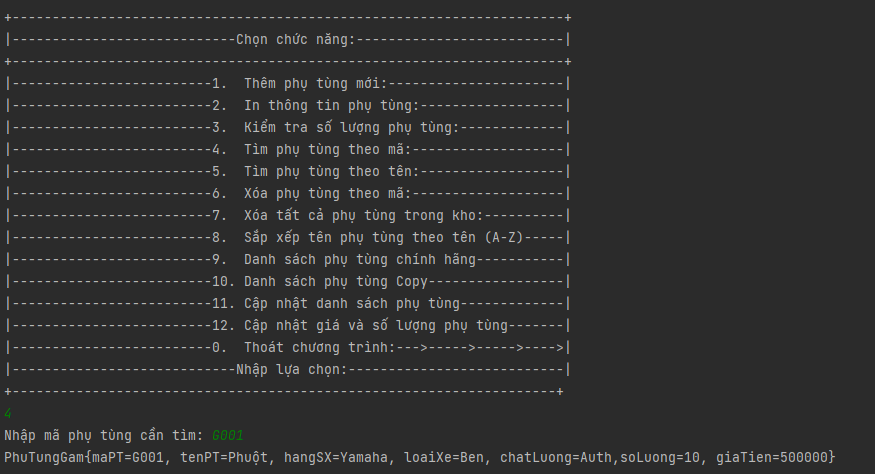 +---------------------------------------------------------------------+
|----------------------------Chọn chức năng:--------------------------|
+---------------------------------------------------------------------+
|-------------------------1.  Thêm phụ tùng mới:----------------------|
|-------------------------2.  In thông tin phụ tùng:------------------|
|-------------------------3.  Kiểm tra số lượng phụ tùng:-------------|
|-------------------------4.  Tìm phụ tùng theo mã:-------------------|
|-------------------------5.  Tìm phụ tùng theo tên:------------------|
|-------------------------6.  Xóa phụ tùng theo mã:-------------------|
|-------------------------7.  Xóa tất cả phụ tùng trong kho:----------|
|-------------------------8.  Sắp xếp tên phụ tùng theo tên (A-Z)-----|
|-------------------------9.  Danh sách phụ tùng chính hãng-----------|
|-------------------------10. Danh sách phụ tùng Copy-----------------|
|-------------------------11. Cập nhật danh sách phụ tùng-------------|
|-------------------------12. Cập nhật giá và số lượng phụ tùng-------|
|-------------------------0.  Thoát chương trình:--->----->----->---->|
|----------------------------Nhập lựa chọn:---------------------------|
+--------------------------------------------------------------------+
4
Nhập mã phụ tùng cần tìm: G001
PhuTungGam{maPT=G001, tenPT=Phuột, hangSX=Yamaha, loaiXe=Ben, chatLuong=Auth,soLuong=10, giaTien=500000}